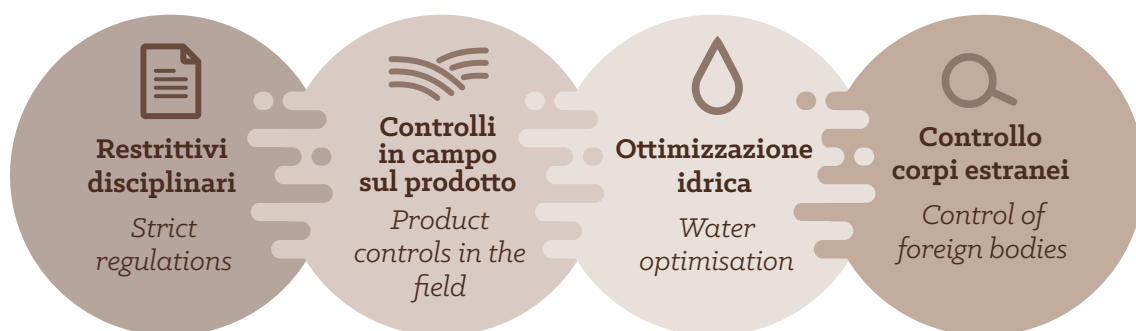 Restrittivi
disciplinari
Strict
regulations
Controlli
in campo
sul prodotto
Product
controls in the
field
Ottimizzazione
idrica
Water
optimisation
Controllo
corpi estranei
Control of
foreign bodies